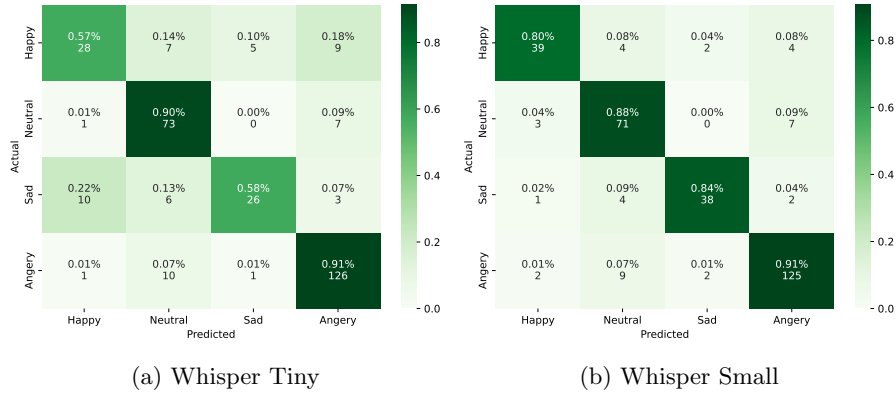 0.57% 0.14% 0.10% 0.18%
28 7 5 9
0.01% 0.90% 0.00% 0.09%
1 73 0 7
0.22% 0.13% 0.58% 0.07%
10 6 26 3
0.01% 0.07% 0.01% 0.91%
1 10 1 126
Happy
Neutral
Sad
Angery
Actual
Happy Neutral Sad Angery
Predicted
0.8
0.6
0.4
0.2
0.0
(a) Whisper Tiny
0.80% 0.08% 0.04% 0.08%
39 4 2 4
0.04% 0.88% 0.00% 0.09%
3 71 0 7
0.02% 0.09% 0.84% 0.04%
1 4 38 2
0.01% 0.07% 0.01% 0.91%
2 9 2 125
Happy
Neutral
Sad
Angery
Actual
Happy Neutral Sad Angery
Predicted
0.8
0.6
0.4
0.2
0.0
(b) Whisper Small